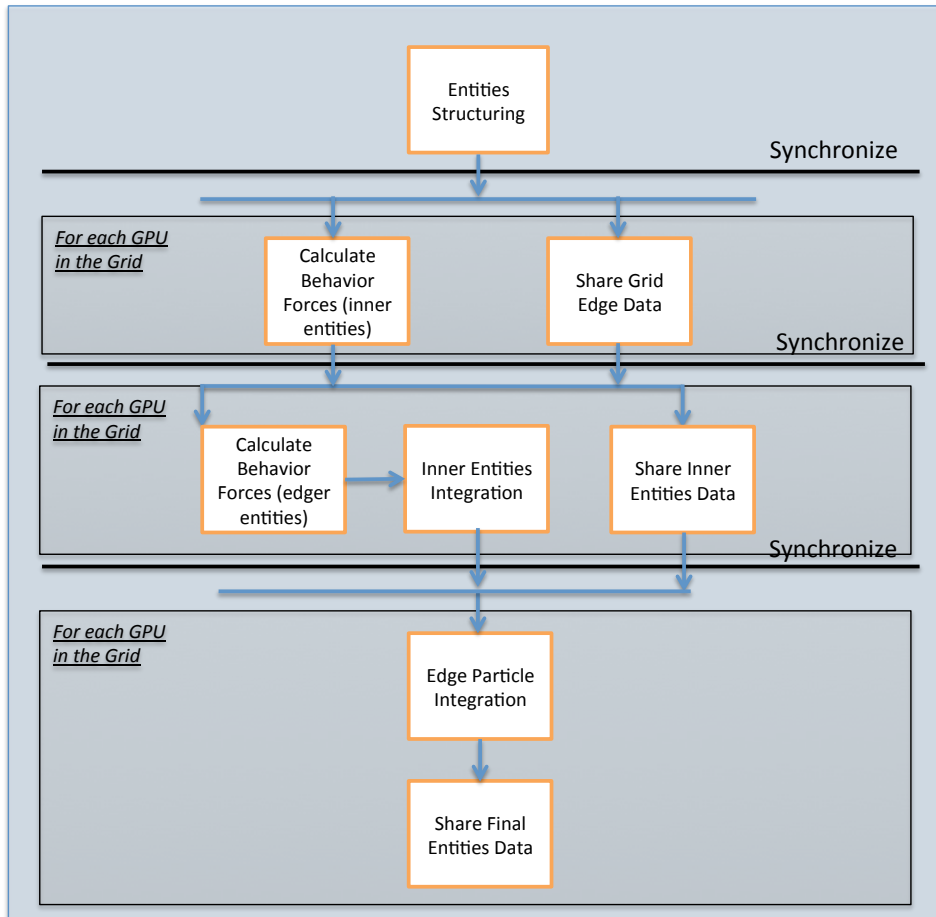 Entities
Structuring
Synchronize
For each GPU
in the Grid
Calculate
Behavior
Forces (inner
entities)
Share Grid
Edge Data
Synchronize
For each GPU
in the Grid
Calculate
Behavior
Forces (edger
entities)
Inner Entities
Integration
Share Inner
Entities Data
Synchronize
For each GPU
in the Grid
Edge Particle
Integration
Share Final
Entities Data